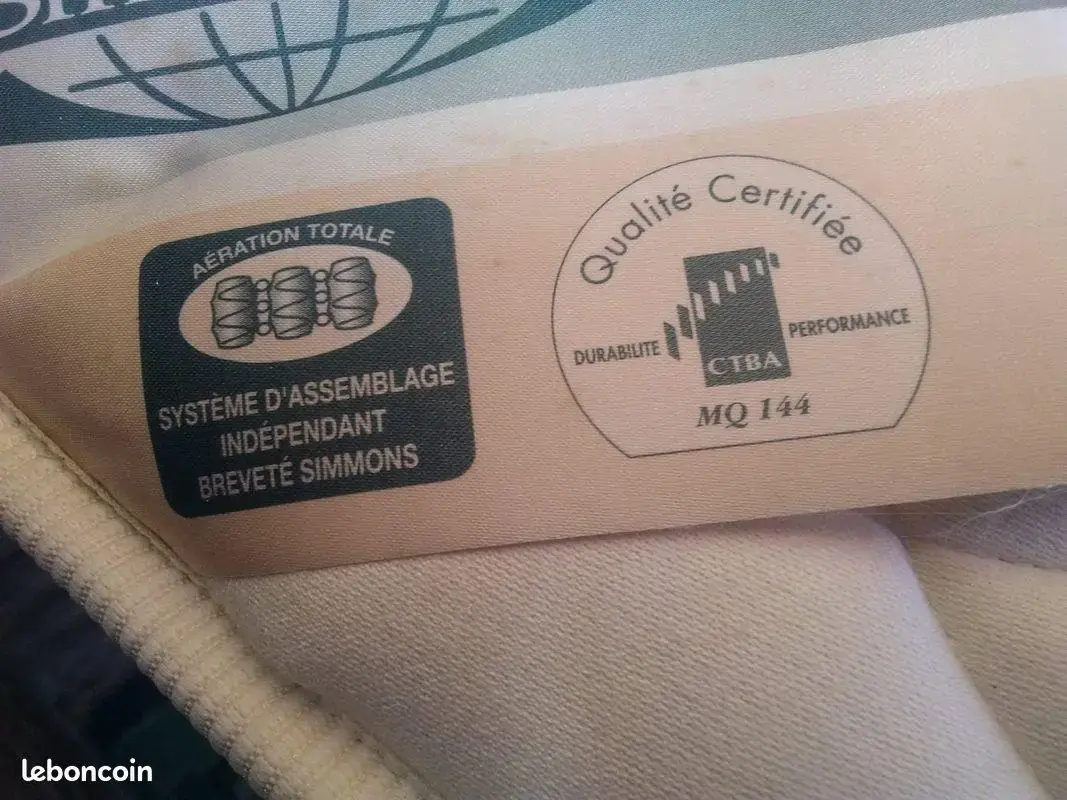 AÉRATION TOTALE
SYSTÈME D'ASSEMBLAGE
INDÉPENDANT
BREVETÉ SIMMONS
Qualité Certifiée
DURABILITE
PERFORMANCE
CTBA
MQ 144
leboncoin